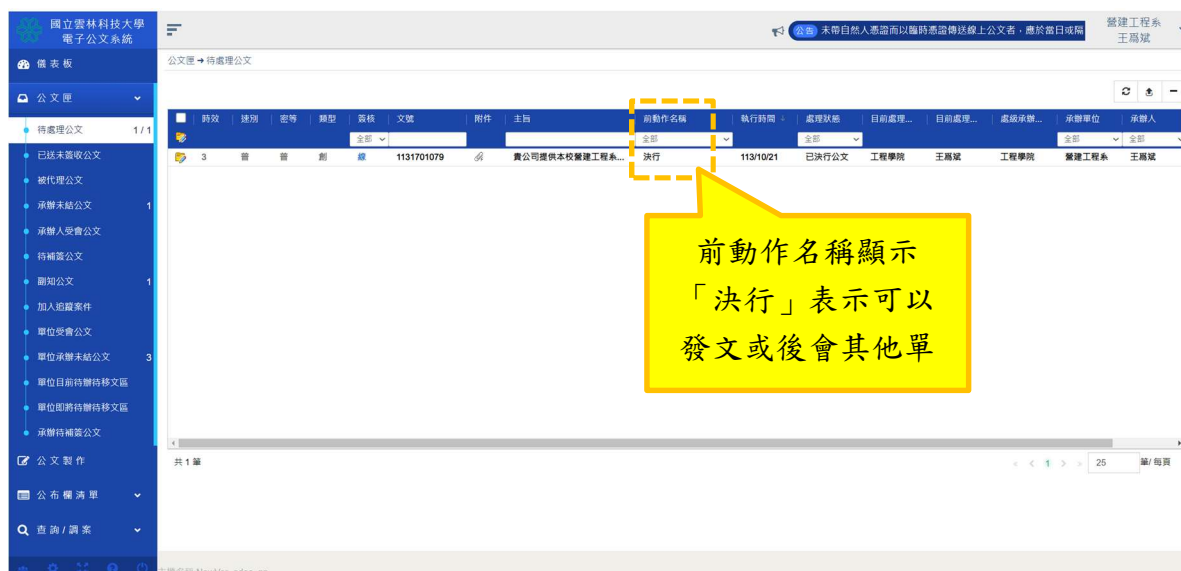 國立雲林科技大學
電子公文系統
公告 未帶自然人憑證而以臨時憑證傳送線上公文者，應於當日或隔
營建工程系
王爲斌
儀表板
公文匣
待處理公文 1 / 1
已送未簽收公文
被代理公文
承辦未結公文 1
承辦人受會公文
待補簽公文
副知公文 1
加入追蹤案件
單位受會公文
單位承辦未結公文 3
單位目前待辦待移文區
單位即將待辦待移文區
承辦待補簽公文
公文製作
公布欄清單
查詢/調案
公文匣 → 待處理公文
時效 速別 密等 類型 簽核 文號 附件 主旨 前動作名稱 執行時間 處理狀態 目前處理... 目前處理... 處級承辦... 承辦單位 承辦人
全部 全部 全部 全部 全部
3 普 普 創 線 1131701079 貴公司提供本校營建工程系... 決行 113/10/21 已決行公文 工程學院 王爲斌 工程學院 營建工程系 王爲斌
前動作名稱顯示
「決行」表示可以
發文或後會其他單
共 1 筆
« < 1 > » 25 筆/ 每頁